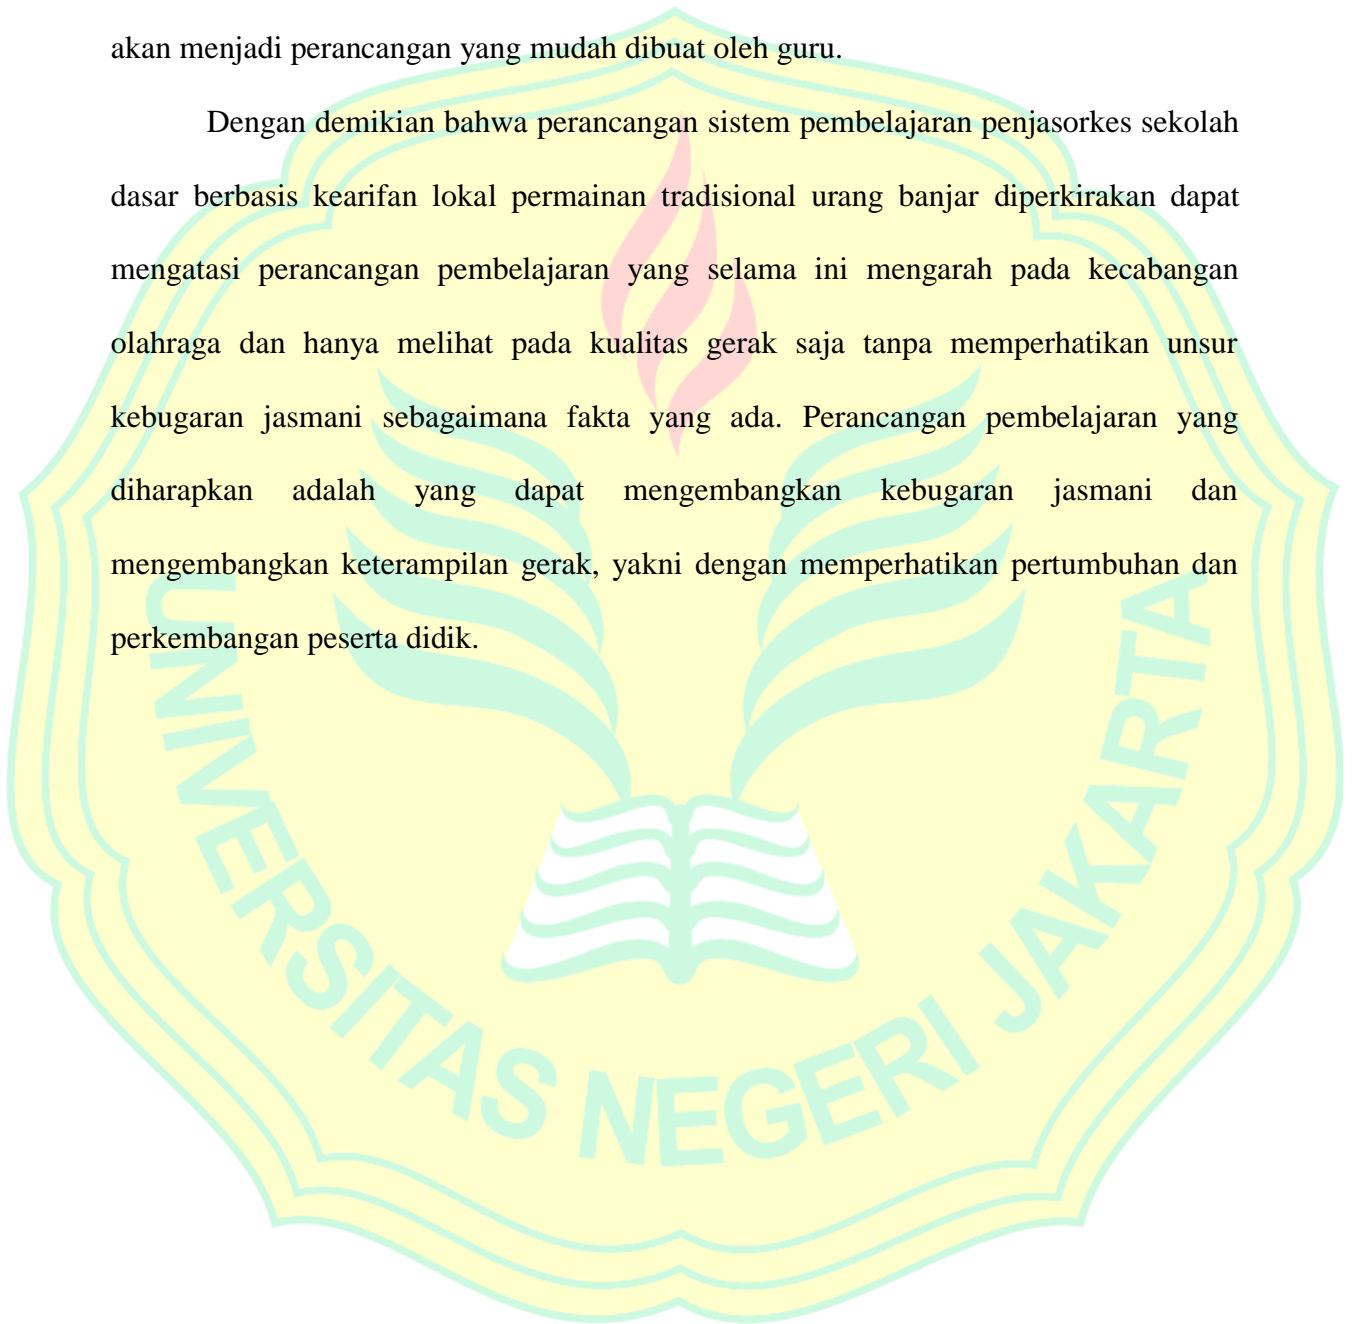 akan menjadi perancangan yang mudah dibuat oleh guru.
Dengan demikian bahwa perancangan sistem pembelajaran penjasorkes sekolah
dasar berbasis kearifan lokal permainan tradisional urang banjar diperkirakan dapat
mengatasi perancangan pembelajaran yang selama ini mengarah pada kecabangan
olahraga dan hanya melihat pada kualitas gerak saja tanpa memperhatikan unsur
kebugaran jasmani sebagaimana fakta yang ada. Perancangan pembelajaran yang
diharapkan adalah yang dapat mengembangkan kebugaran jasmani dan
mengembangkan keterampilan gerak, yakni dengan memperhatikan pertumbuhan dan
perkembangan peserta didik.
UNIVERSITAS NEGERI JAKARTA